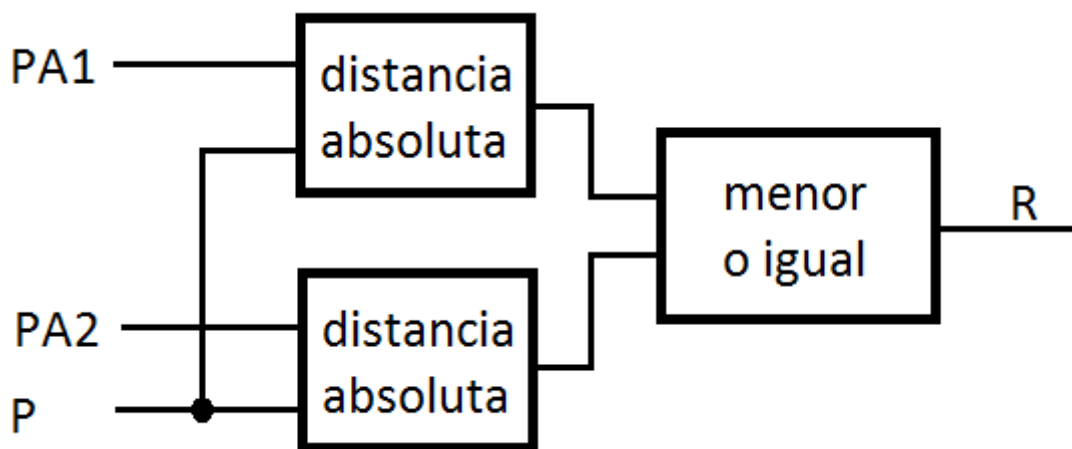 PA1
distancia
absoluta
menor
o igual
R
PA2
distancia
absoluta
P